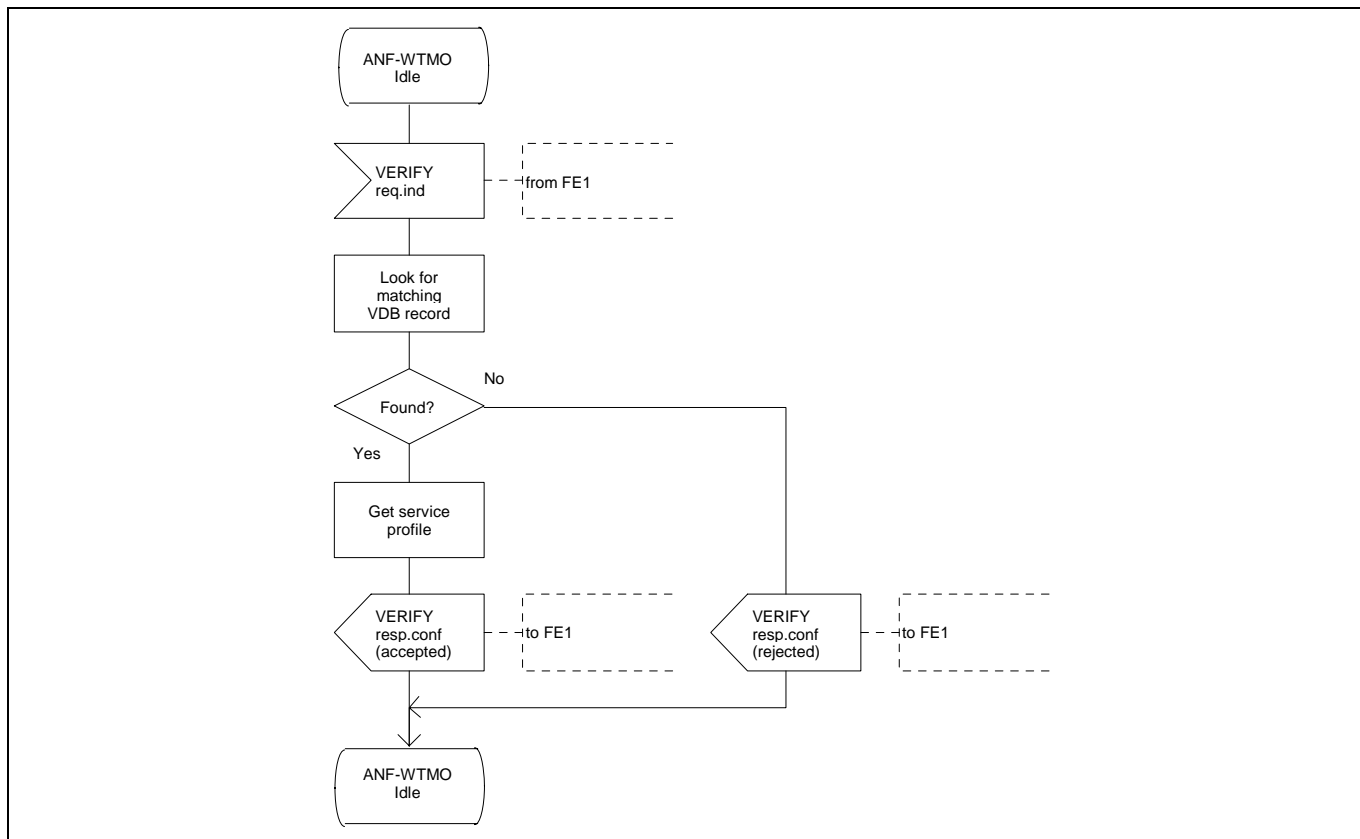 ANF-WTMO
Idle
VERIFY
req.ind
from FE1
Look for
matching
VDB record
Found?
No
Yes
Get service
profile
VERIFY
resp.conf
(accepted)
to FE1
VERIFY
resp.conf
(rejected)
to FE1
ANF-WTMO
Idle